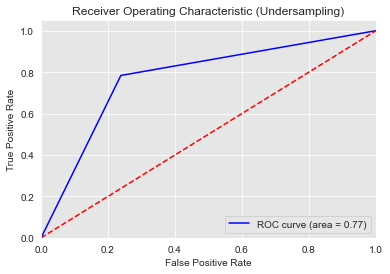 Receiver Operating Characteristic (Undersampling)
True Positive Rate
1.0
0.8
0.6
0.4
0.2
0.0
ROC curve (area = 0.77)
0.0 0.2 0.4 0.6 0.8 1.0
False Positive Rate